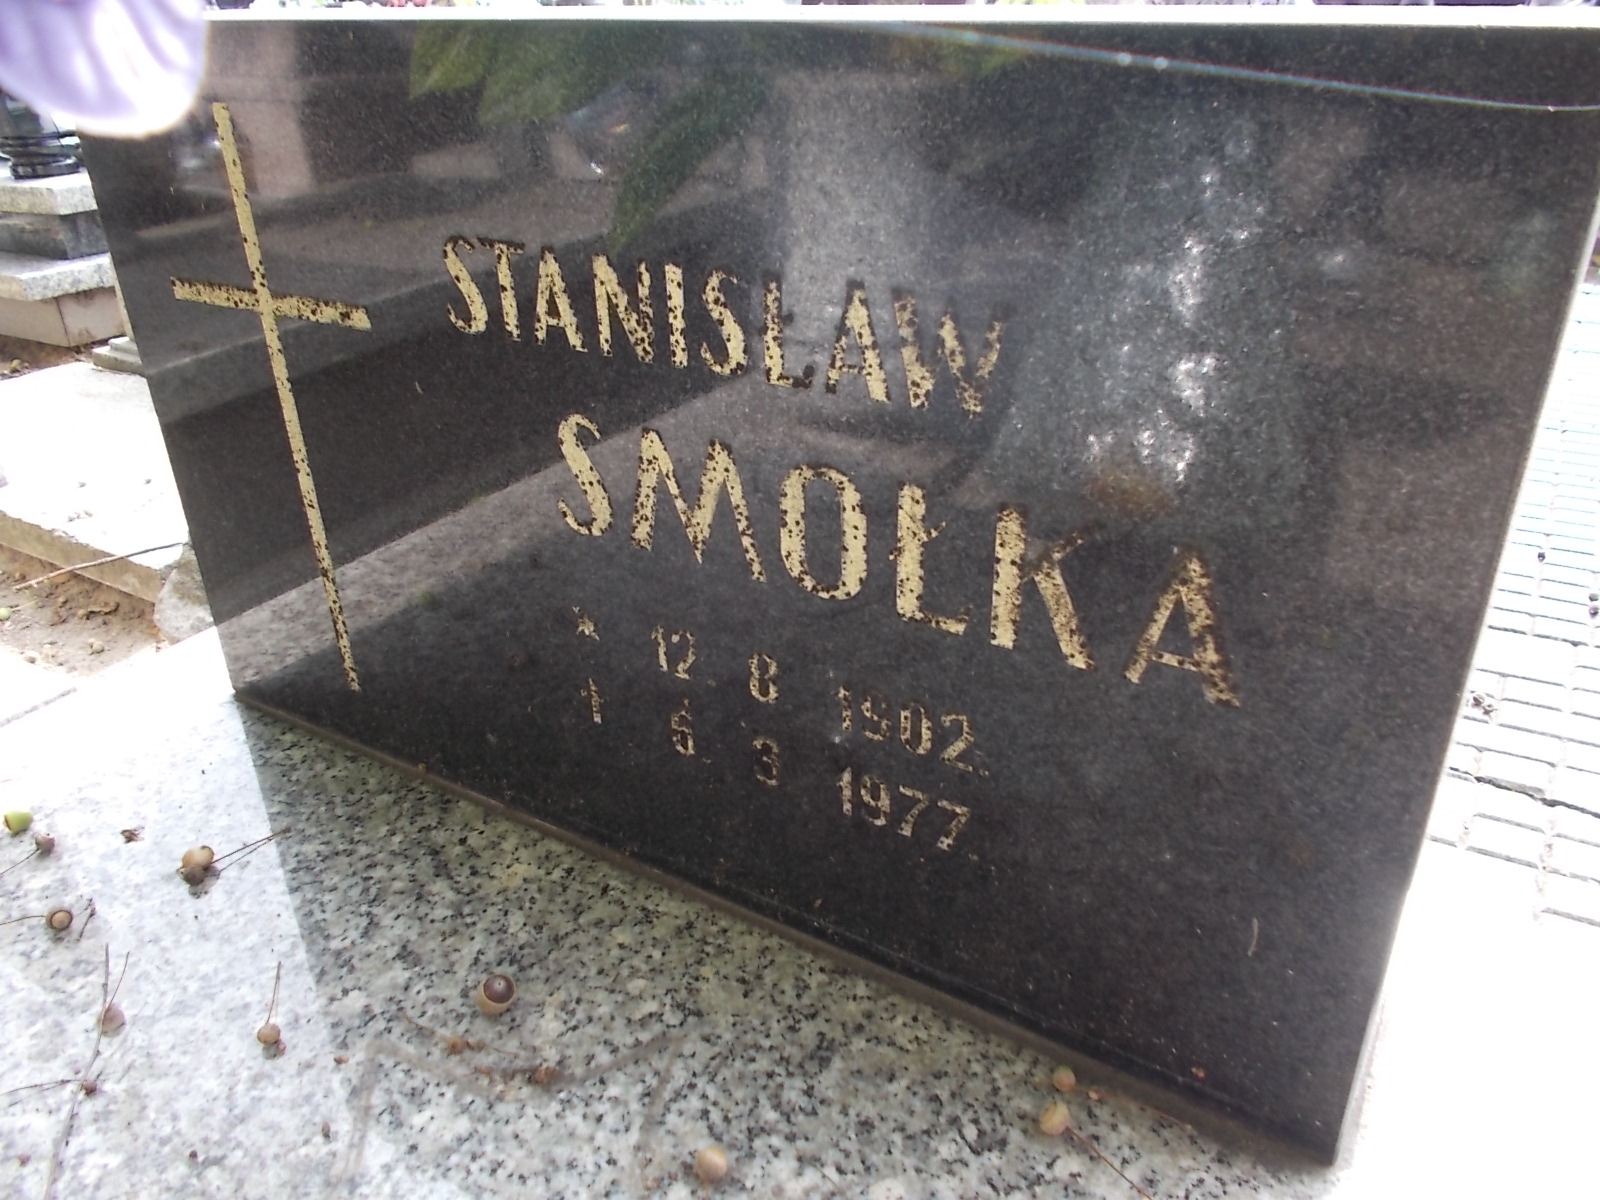 STANISŁAW
SMOŁKA
* 12 8 1902.
† 6. 3 1977